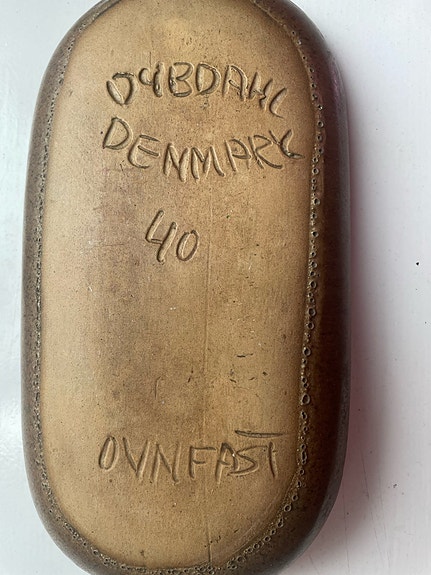 DYBDAHL
DENMARK
40
OVNFAST